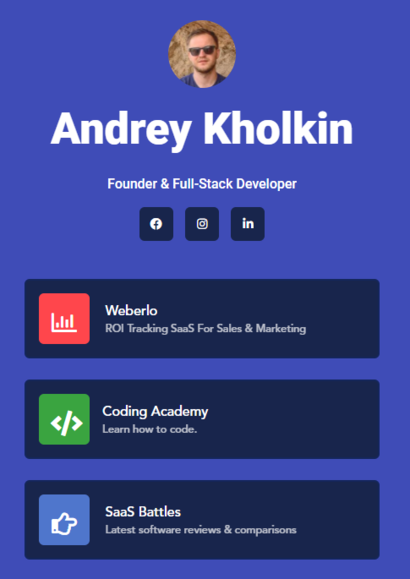 Andrey Kholkin
Founder & Full-Stack Developer
Weberlo
ROI Tracking SaaS For Sales & Marketing
Coding Academy
Learn how to code.
SaaS Battles
Latest software reviews & comparisons